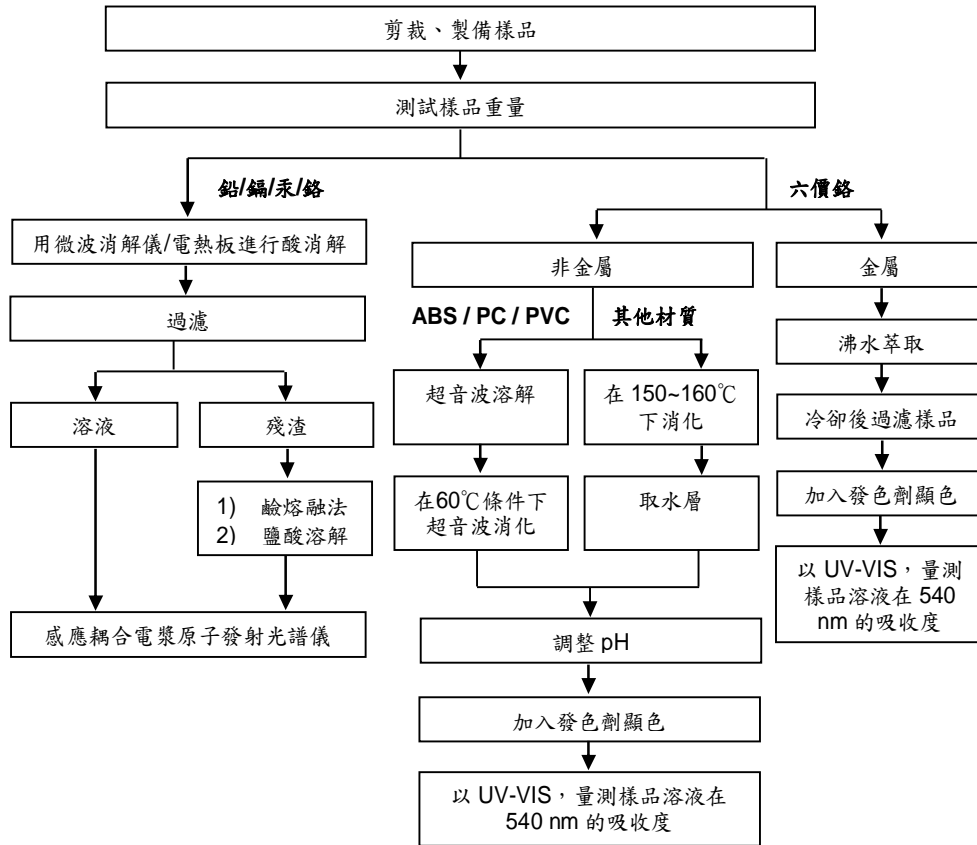 剪裁、製備樣品
測試樣品重量
鉛/鎘/汞/鉻
六價鉻
用微波消解儀/電熱板進行酸消解
非金屬
金屬
過濾
ABS / PC / PVC
其他材質
沸水萃取
溶液
殘渣
超音波溶解
在 150~160℃
下消化
冷卻後過濾樣品
1) 鹼熔融法
2) 鹽酸溶解
在60℃條件下
超音波消化
取水層
加入發色劑顯色
以 UV-VIS，量測
樣品溶液在 540
nm 的吸收度
感應耦合電漿原子發射光譜儀
調整 pH
加入發色劑顯色
以 UV-VIS，量測樣品溶液在
540 nm 的吸收度